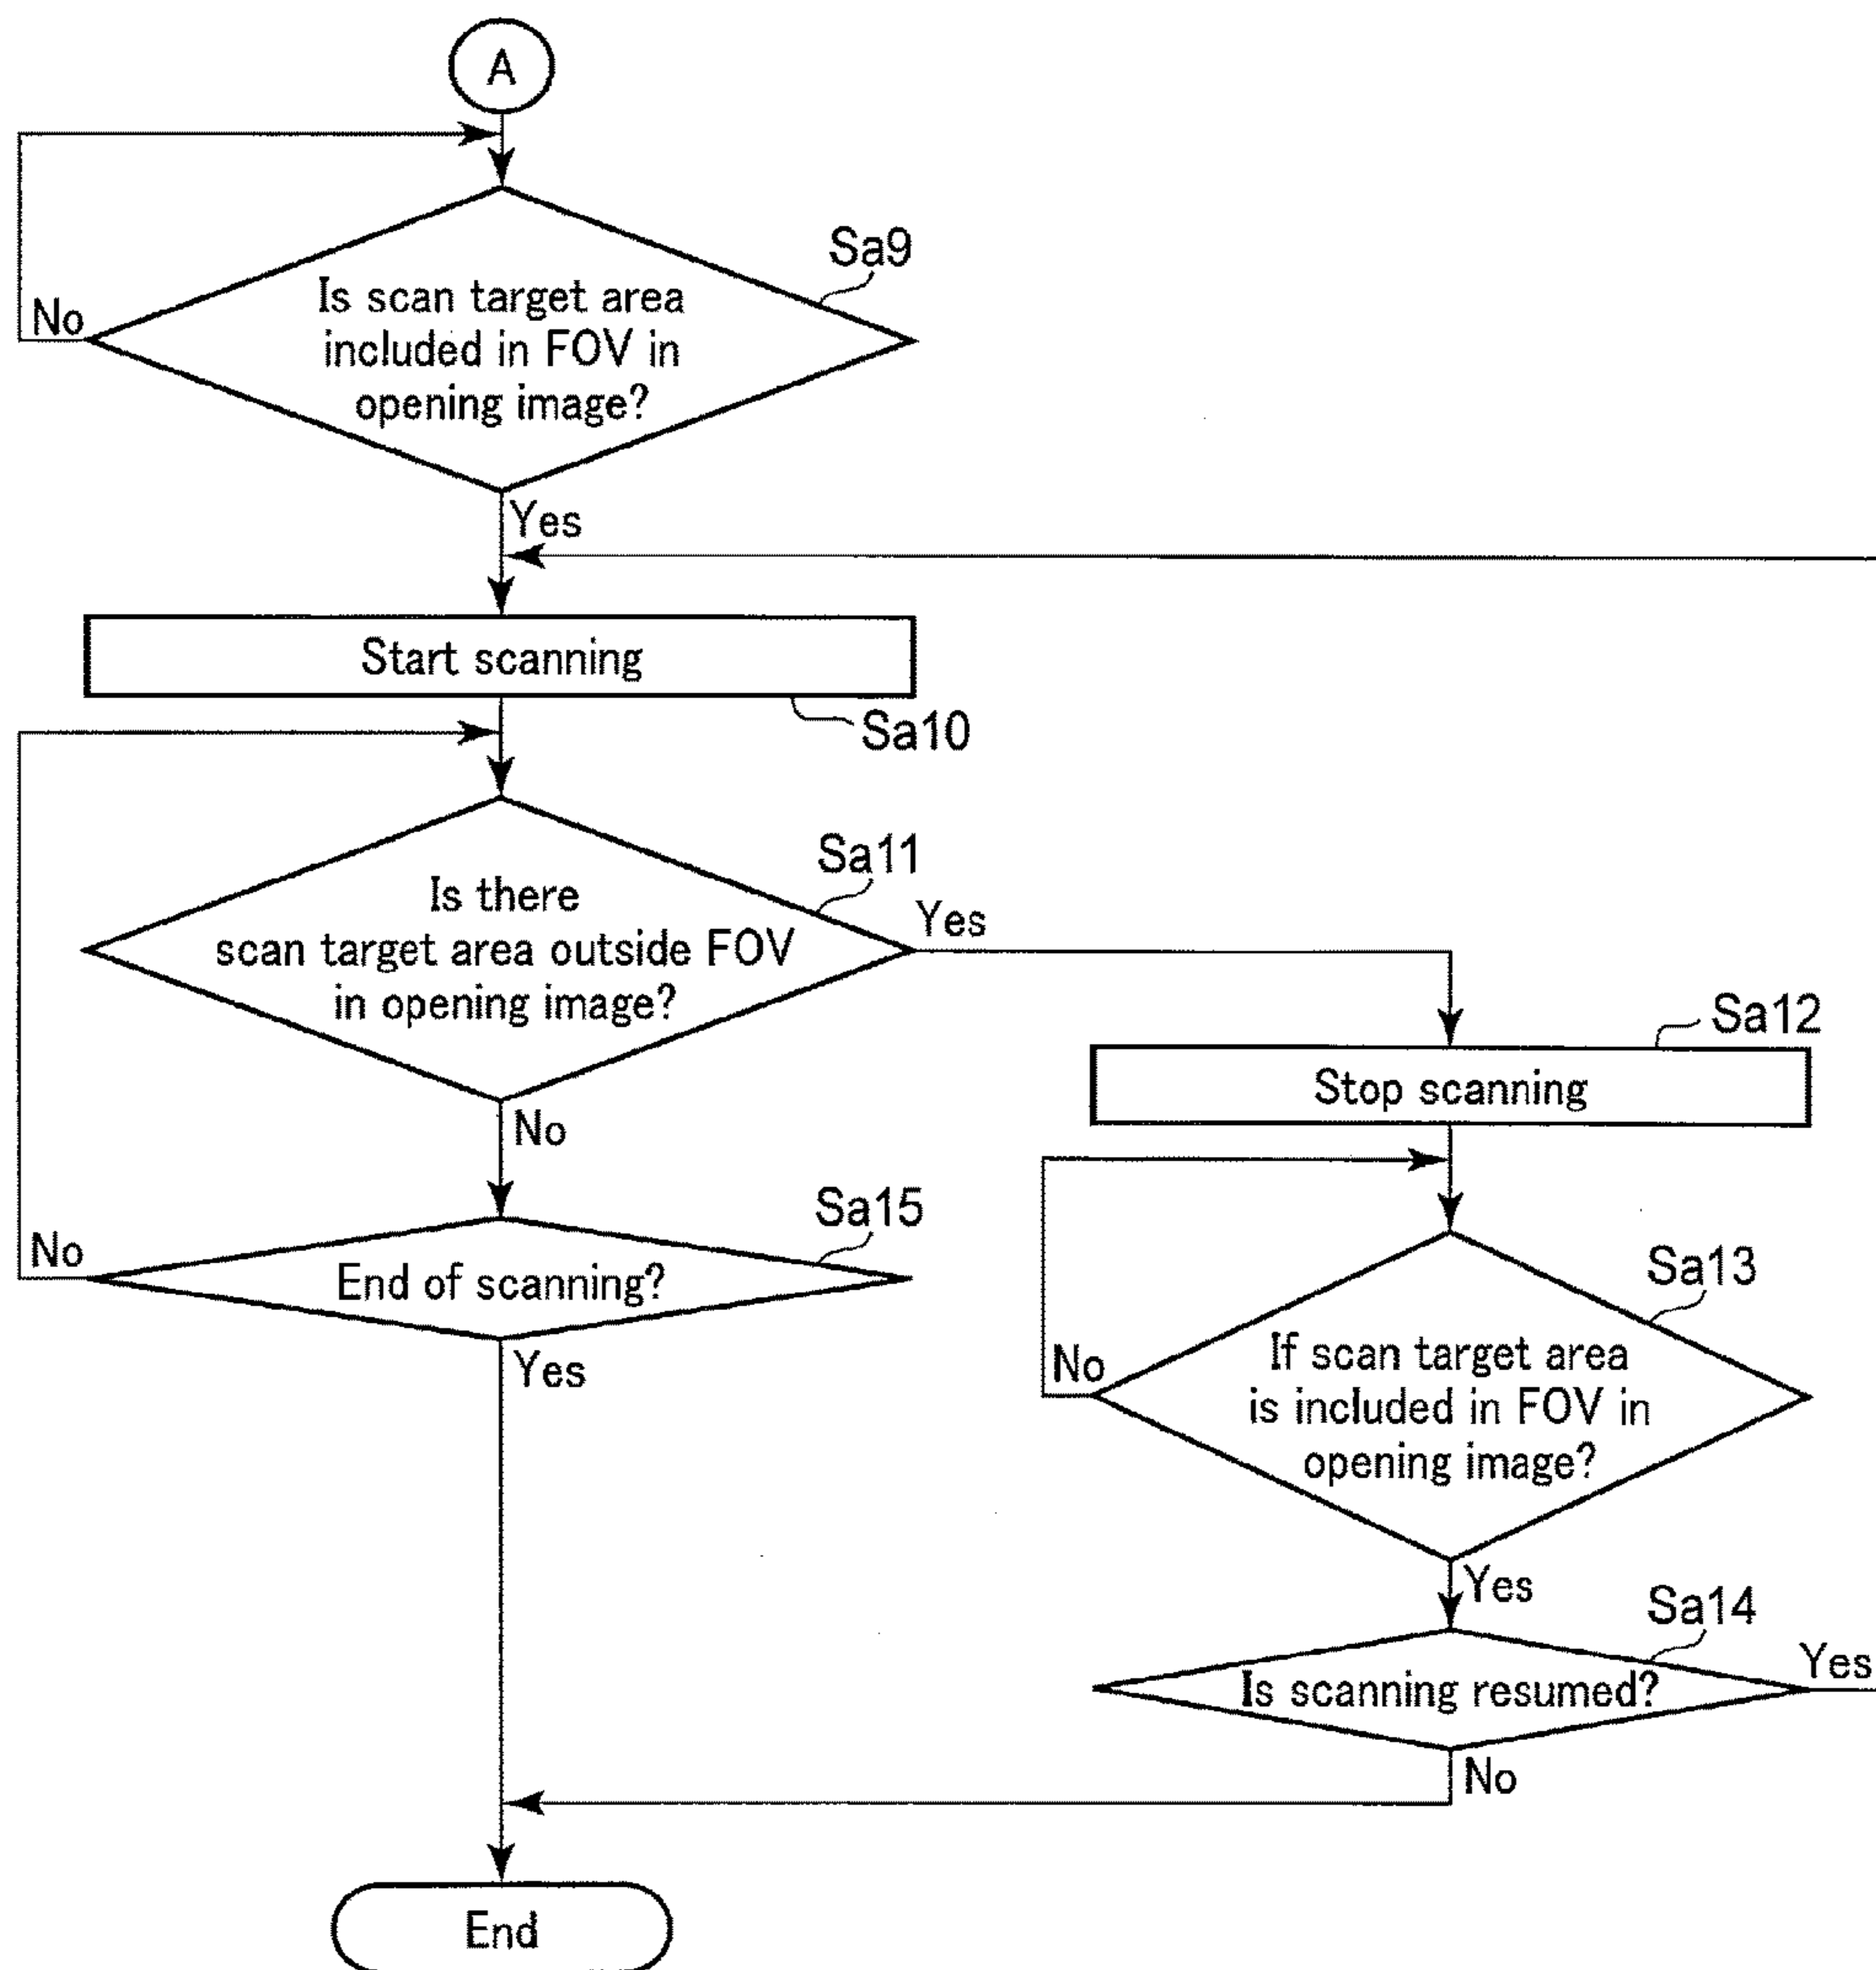 A
Sa9
Is scan target area
included in FOV in
opening image?
No
Yes
Start scanning
Sa10
Sa11
Is there
scan target area outside FOV
in opening image?
Yes
No
Sa12
Stop scanning
Sa15
End of scanning?
No
Yes
Sa13
If scan target area
is included in FOV in
opening image?
No
Yes
Sa14
Is scanning resumed?
Yes
No
End